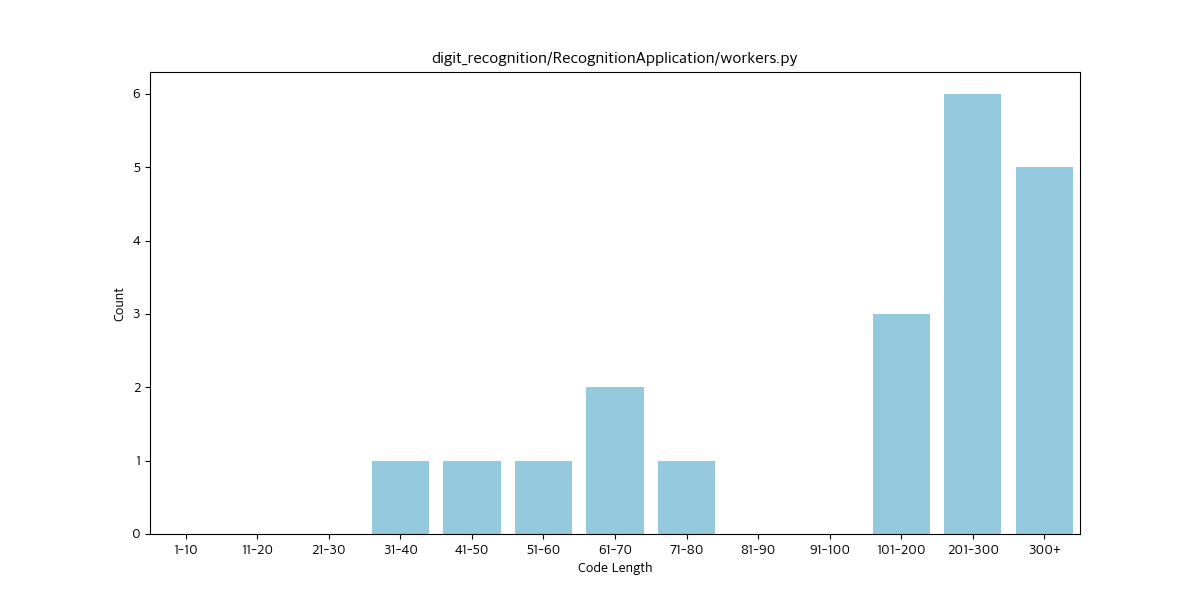 digit_recognition/RecognitionApplication/workers.py
6
5
4
3
2
1
0
Count
1-10 11-20 21-30 31-40 41-50 51-60 61-70 71-80 81-90 91-100 101-200 201-300 300+
Code Length